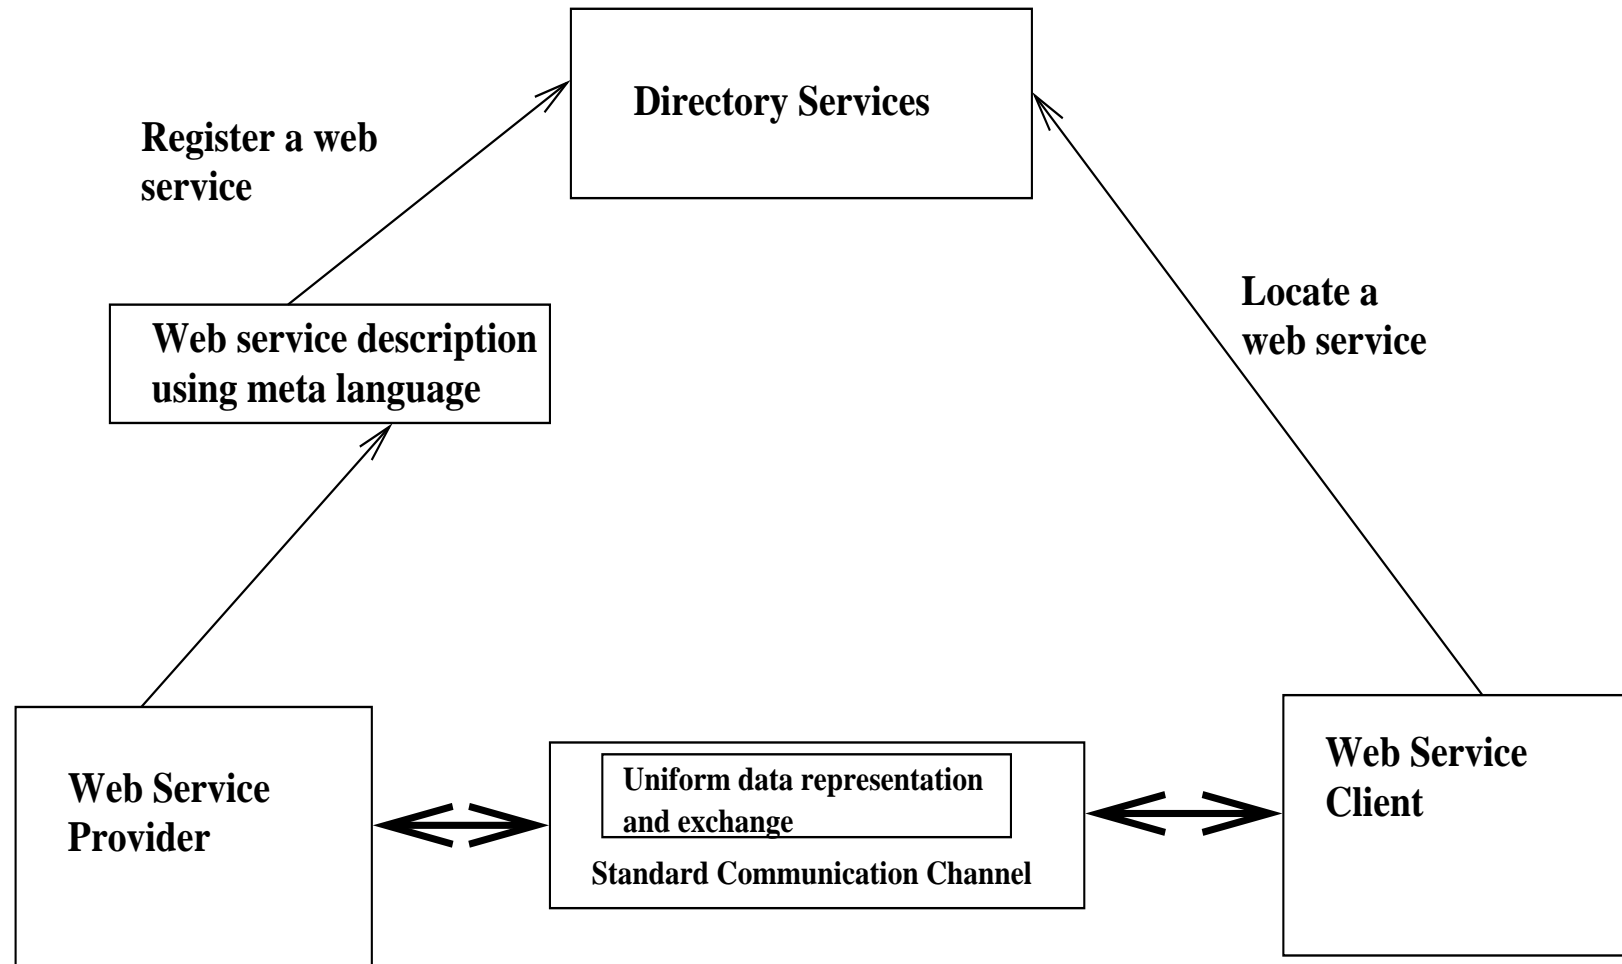 Directory Services
Register a web
service
Locate a
web service
Web service description
using meta language
Web Service
Provider
Uniform data representation
and exchange
Standard Communication Channel
Web Service
Client